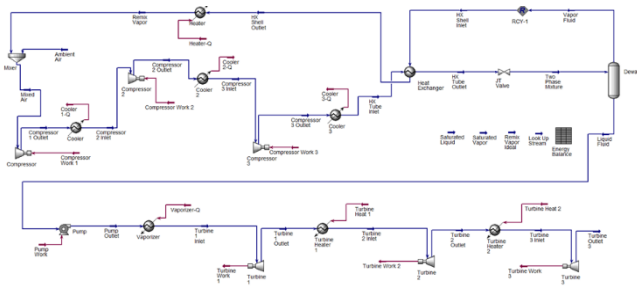 Remix
Vapor
Heater
Heater-Q
HX
Shell
Outlet
HX
Shell
Inlet
RCY-1
Vapor
Fluid
Ambient
Air
Mixer
Mixed
Air
Compressor
2 Outlet
Cooler
2-Q
Compressor
2
Cooler
2
Compressor
3 Inlet
Compressor Work 2
Cooler
1-Q
Compressor
1 Outlet
Cooler
Compressor
2 Inlet
Compressor
Compressor
Work 1
Cooler
3-Q
Compressor
3 Outlet
Cooler
3
HX
Tube
Inlet
Compressor
3
Compressor Work 3
Heat
Exchanger
HX
Tube
Outlet
JT
Valve
Two
Phase
Mixture
Saturated
Liquid
Saturated
Vapor
Remix
Vapor
Ideal
Look Up
Stream
Energy
Balance
Liquid
Fluid
Pump
Work
Pump
Pump
Outlet
Vaporizer-Q
Vaporizer
Turbine
1
Inlet
Turbine
Work
1
Turbine
1
Turbine
Heat 1
Turbine
1
Outlet
Turbine
Heater
1
Turbine
2 Inlet
Turbine Work 2
Turbine
2
Turbine
2
Outlet
Turbine Heat 2
Turbine
Heater
2
Turbine
3 Inlet
Turbine
Work
3
Turbine
3
Turbine
Outlet
3